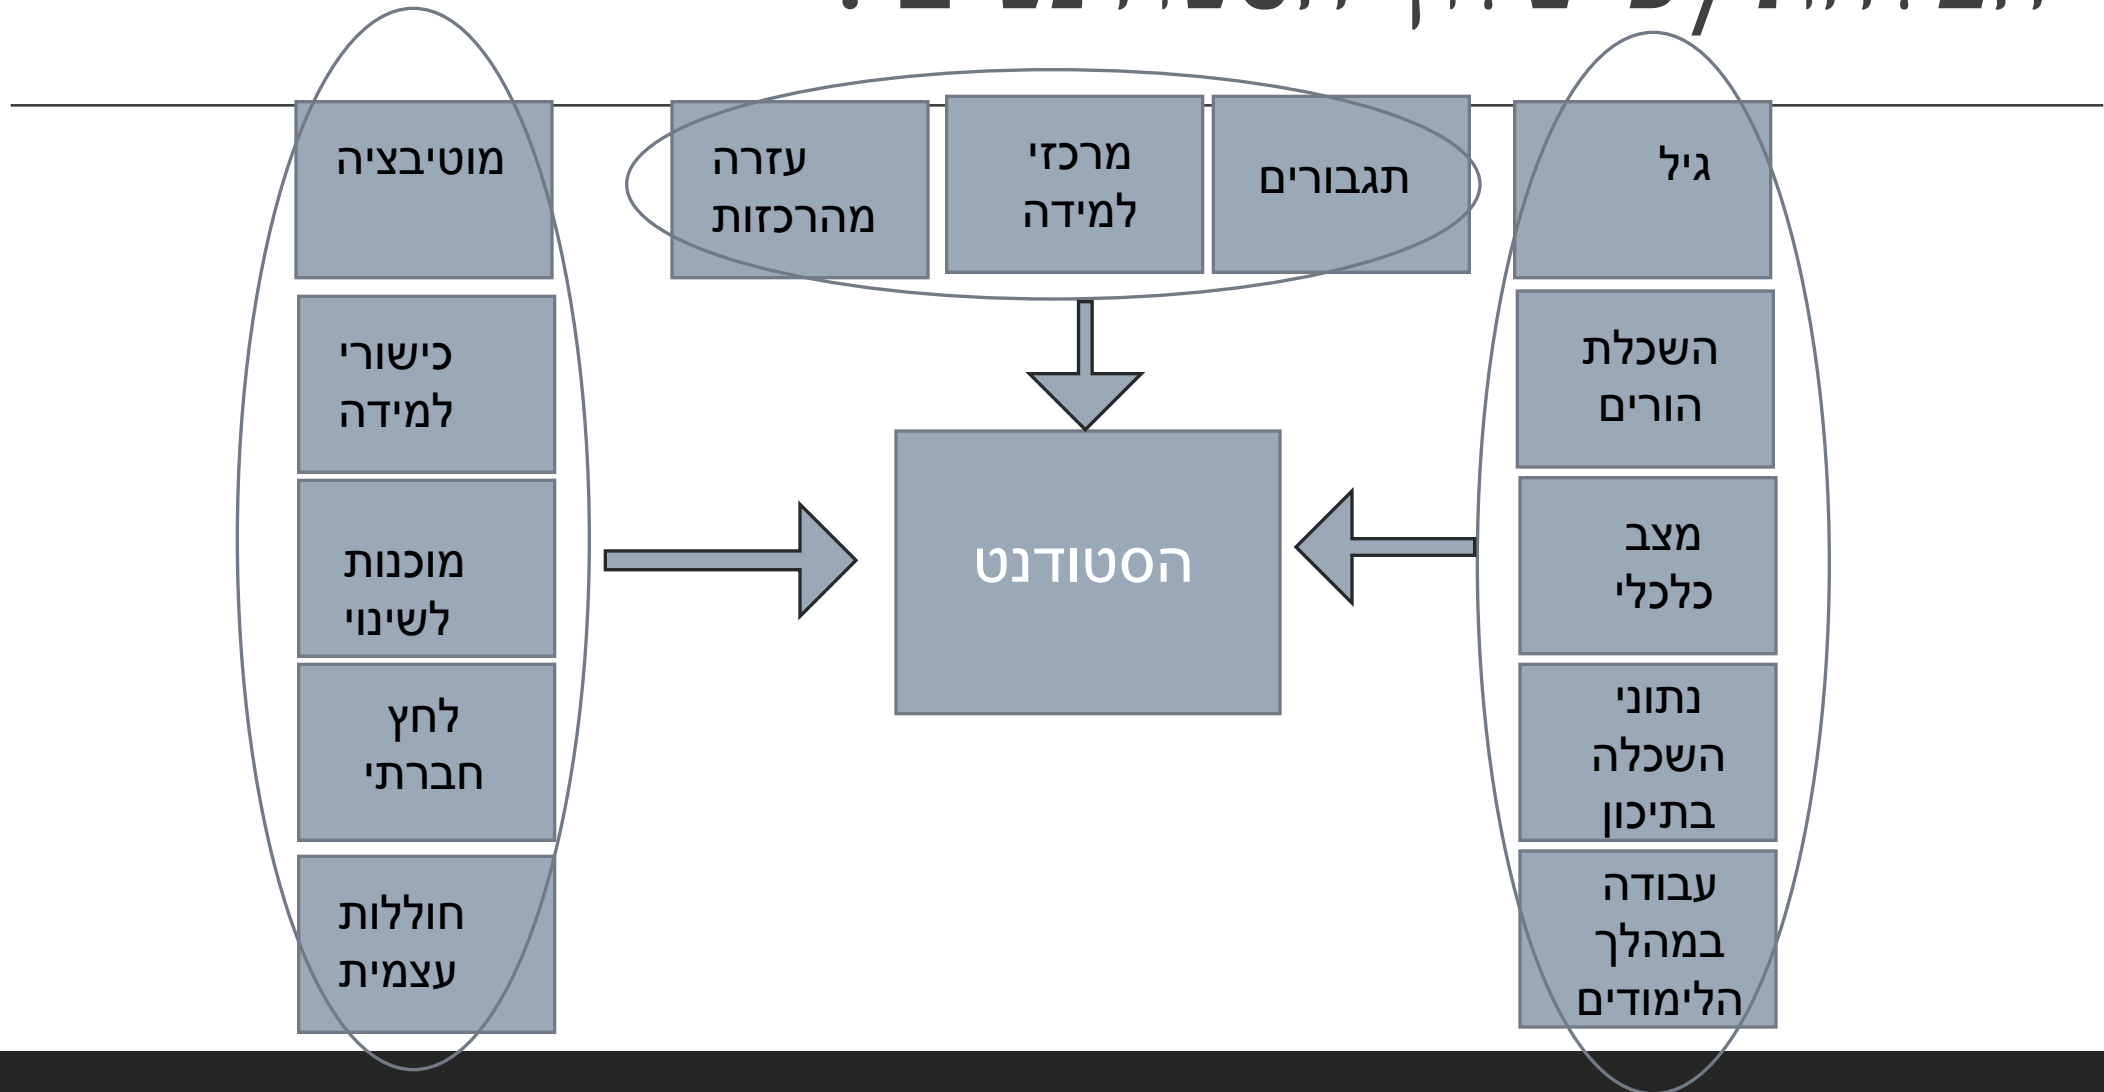 גיל
תגבורים
מרכזי
למידה
עזרה
מהרכזות
מוטיבציה
השכלת
הורים
מצב
כלכלי
נתוני
השכלה
בתיכון
עבודה
במהלך
הלימודים
הסטודנט
כישורי
למידה
מוכנות
לשינוי
לחץ
חברתי
חוללות
עצמית